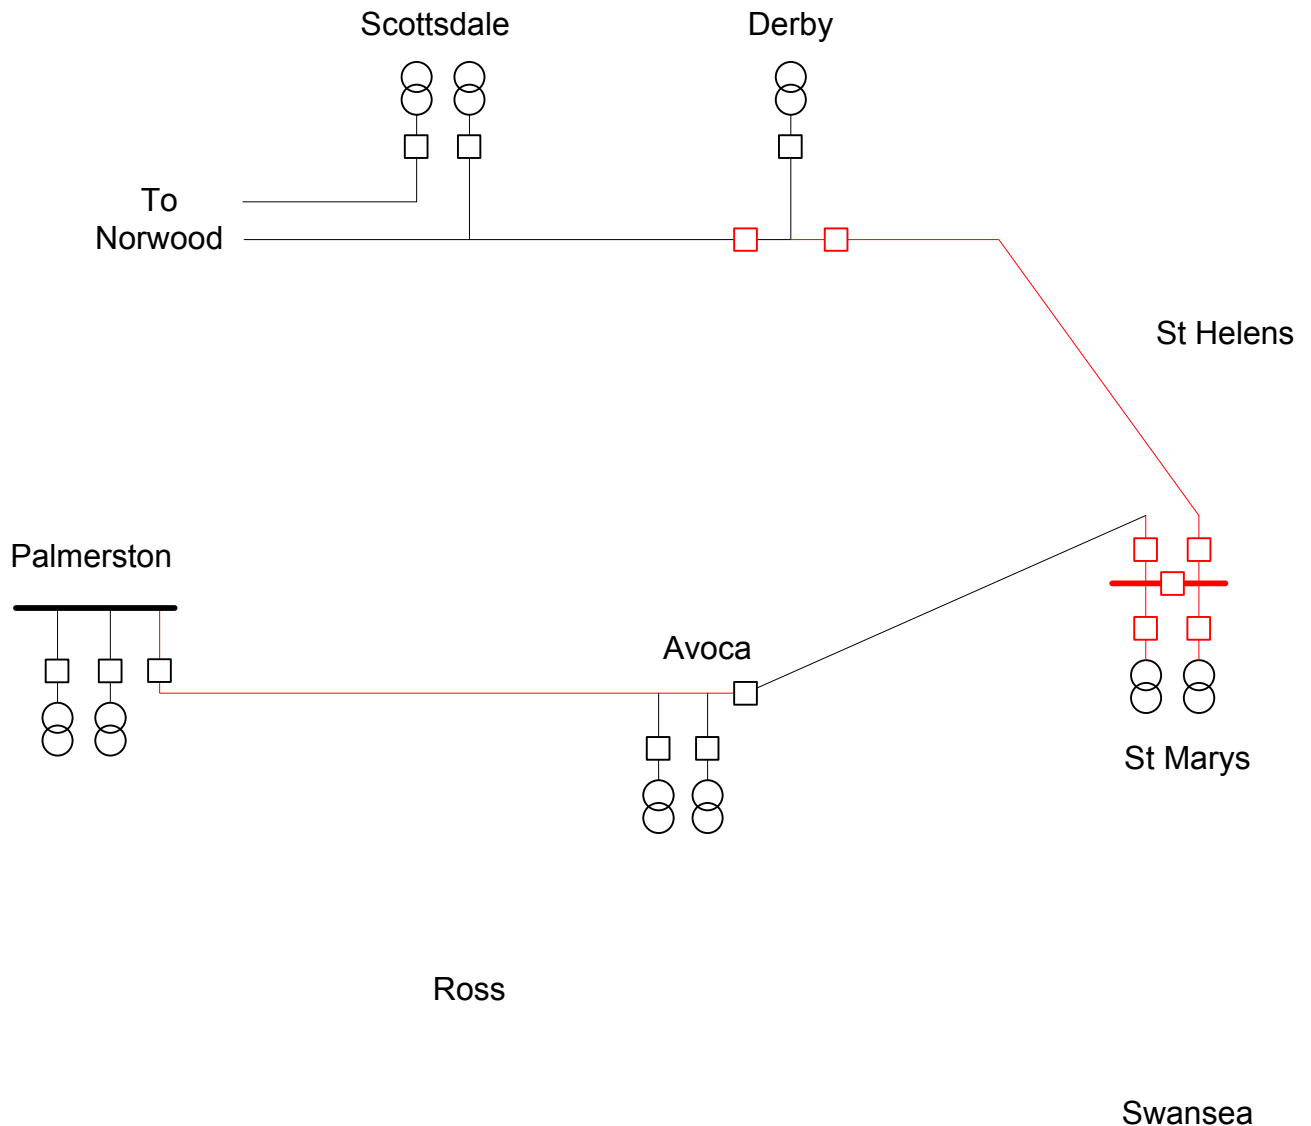 Scottsdale
Derby
To
Norwood
St Helens
Palmerston
Avoca
St Marys
Ross
Swansea